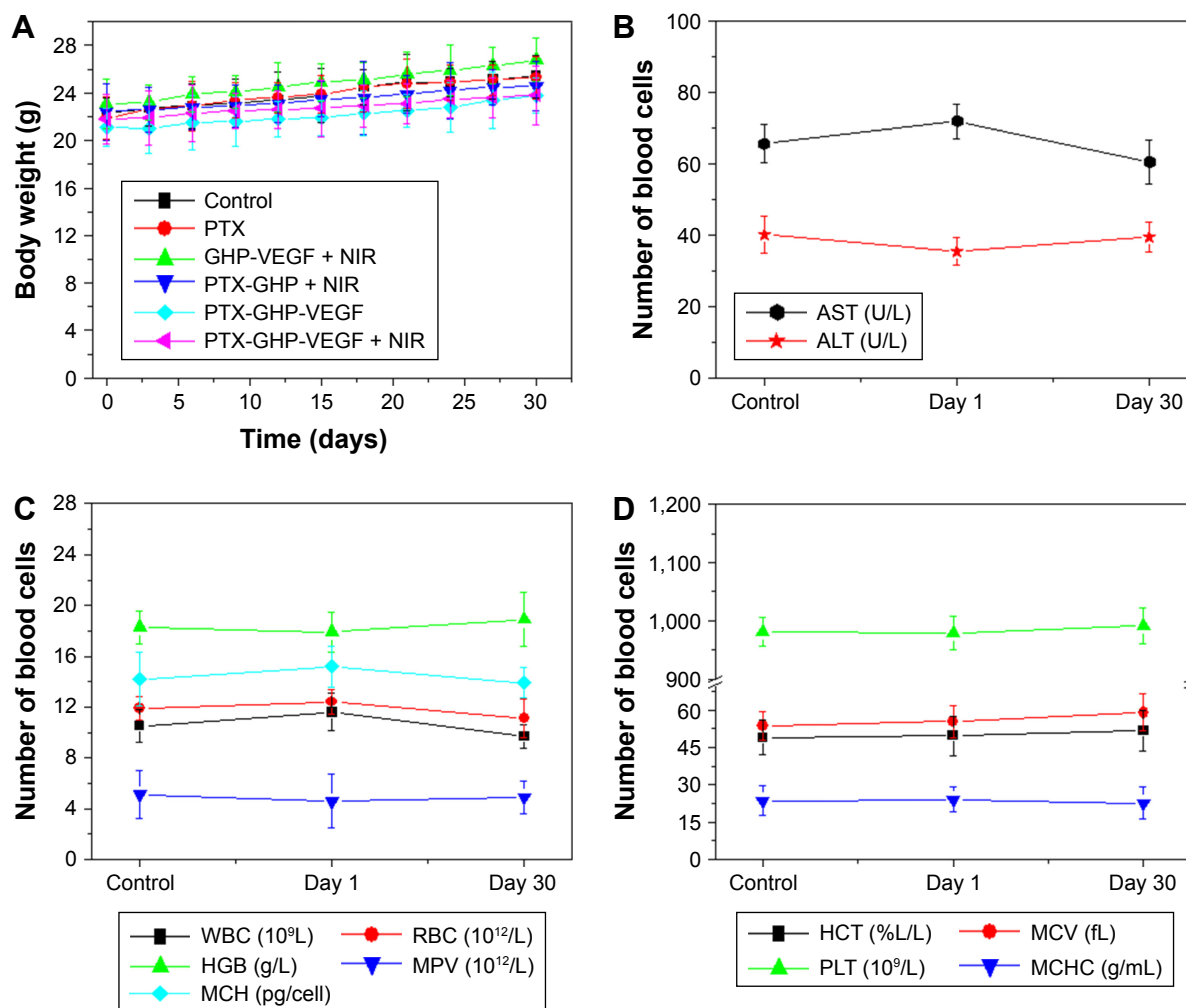 A
Body weight (g)
28
24
20
16
12
8
4
0
Control
PTX
GHP-VEGF + NIR
PTX-GHP + NIR
PTX-GHP-VEGF
PTX-GHP-VEGF + NIR
0 5 10 15 20 25 30
Time (days)
B
Number of blood cells
100
80
60
40
20
0
AST (U/L)
ALT (U/L)
Control Day 1 Day 30
C
Number of blood cells
28
24
20
16
12
8
4
0
Control Day 1 Day 30
WBC (10⁹L) RBC (10¹²/L)
HGB (g/L) MPV (10¹²/L)
MCH (pg/cell)
D
Number of blood cells
1,200
1,100
1,000
900
60
45
30
15
0
Control Day 1 Day 30
HCT (%L/L) MCV (fL)
PLT (10⁹/L) MCHC (g/mL)